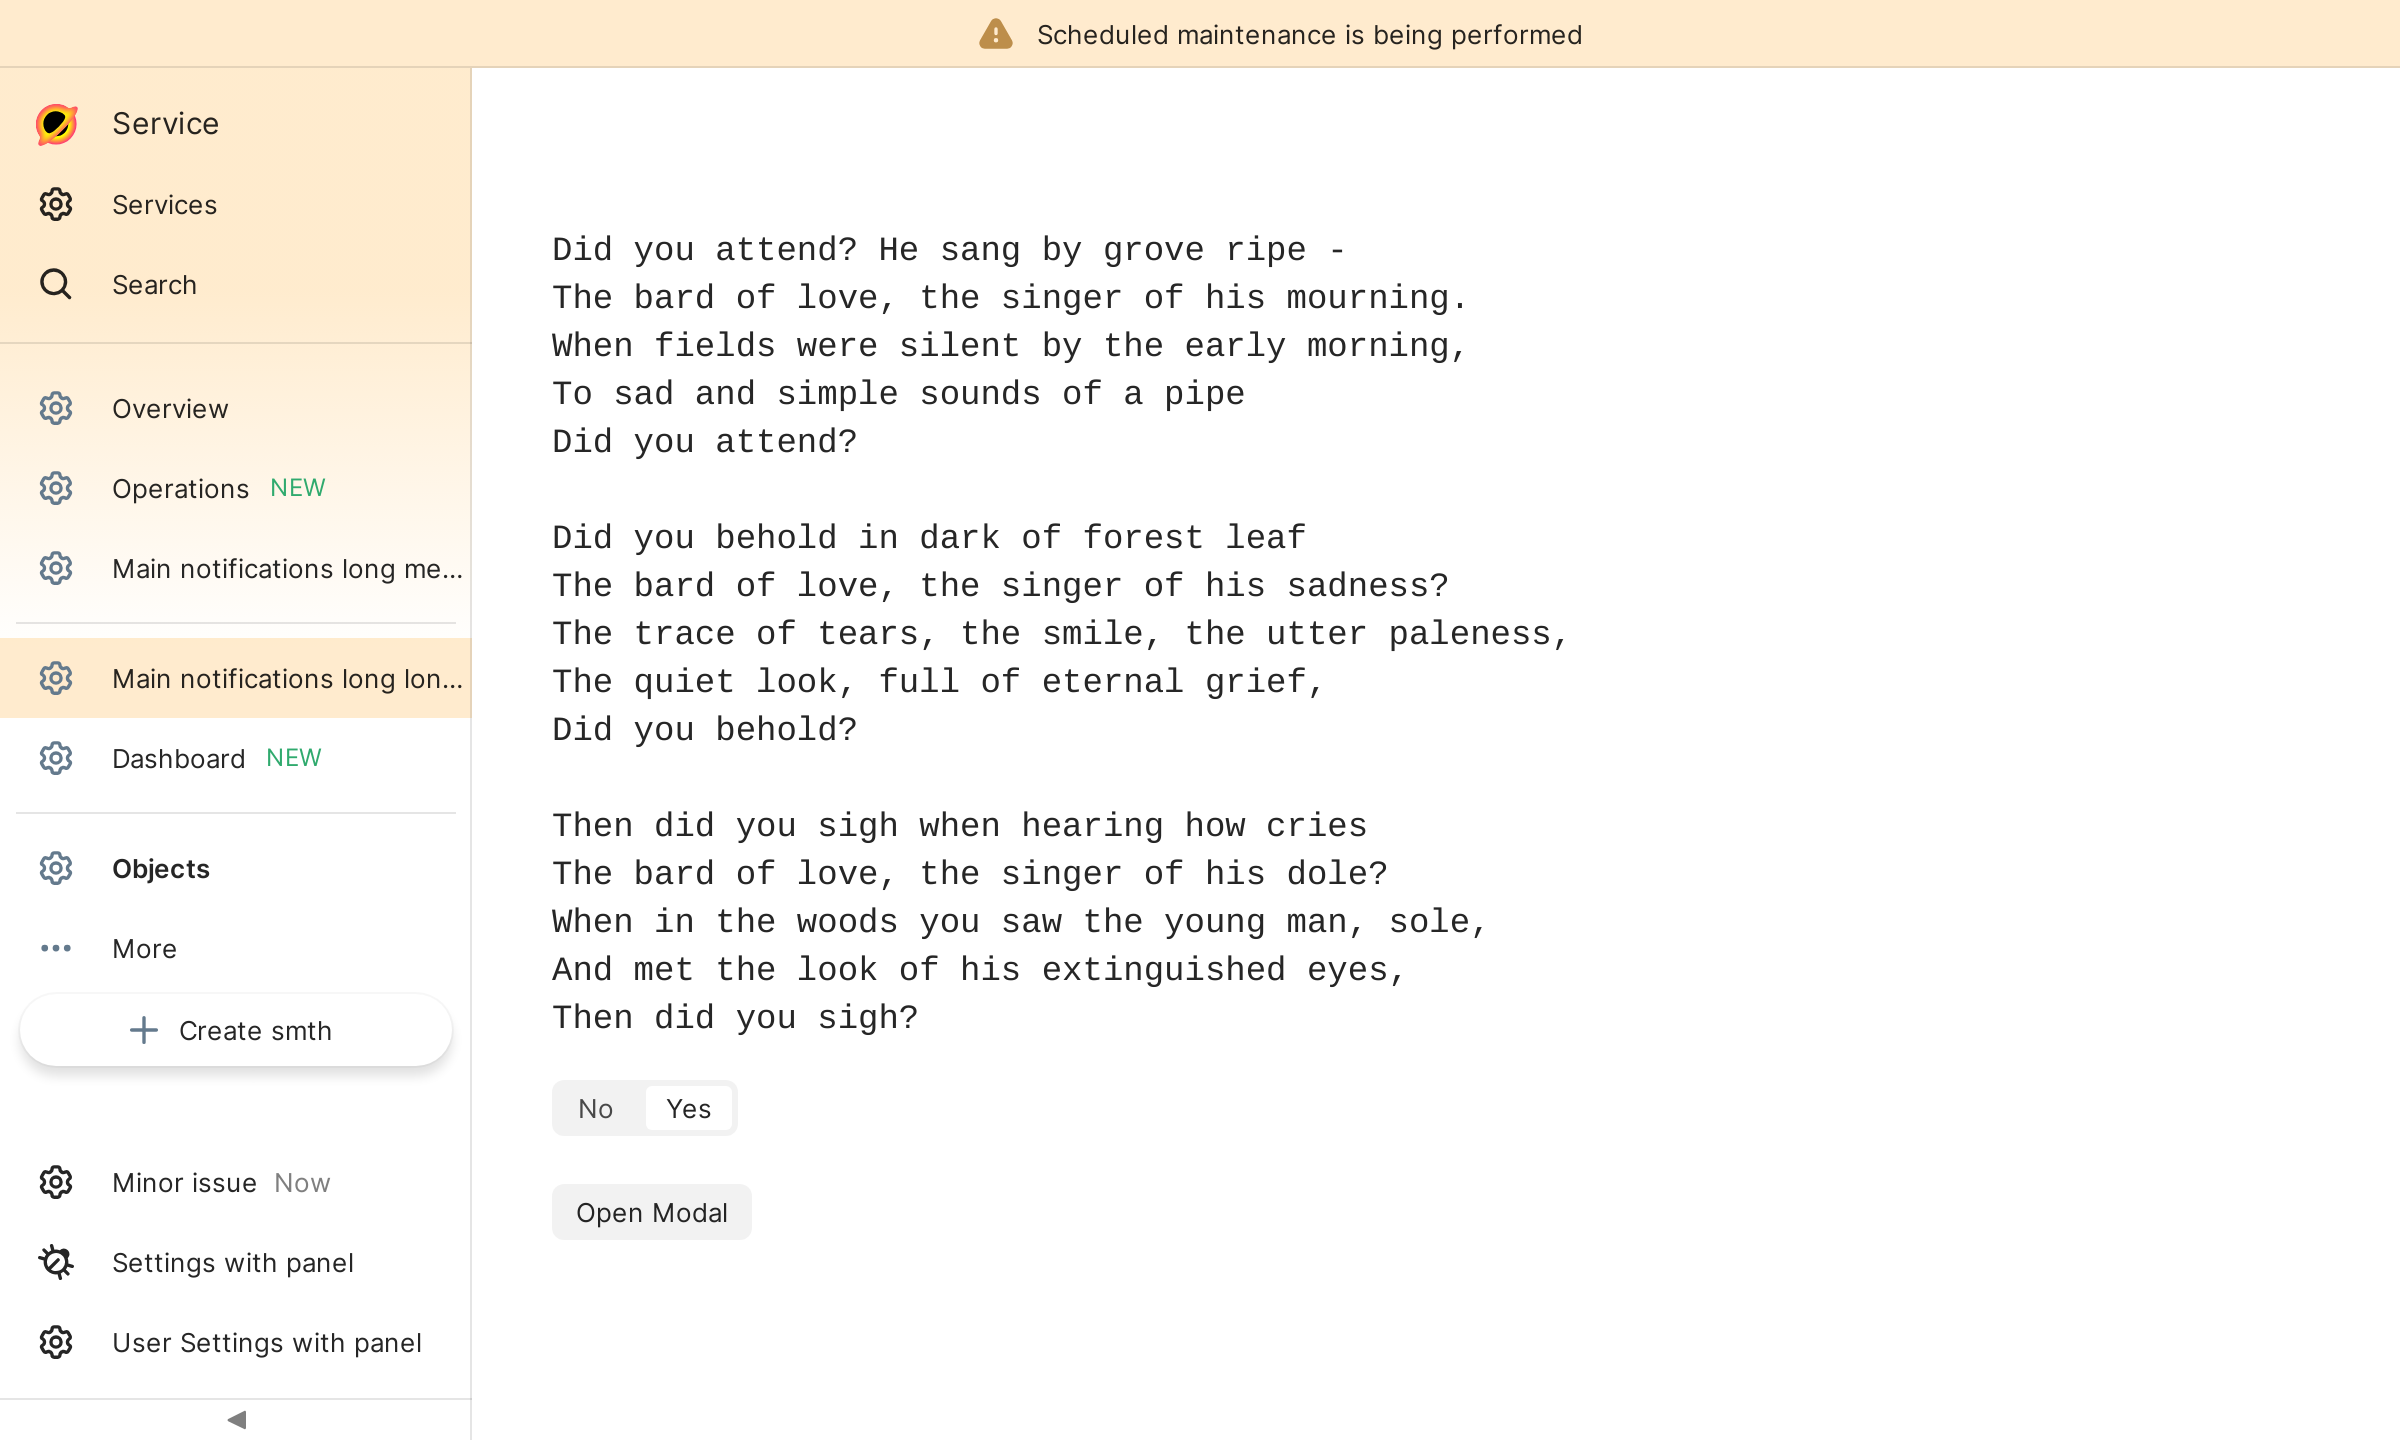 Scheduled maintenance is being performed
Service
Services
Search
Overview
Operations NEW
Main notifications long me...
Main notifications long lon...
Dashboard NEW
Objects
More
Create smth
Minor issue Now
Settings with panel
User Settings with panel
Did you attend? He sang by grove ripe -
The bard of love, the singer of his mourning.
When fields were silent by the early morning,
To sad and simple sounds of a pipe
Did you attend?
Did you behold in dark of forest leaf
The bard of love, the singer of his sadness?
The trace of tears, the smile, the utter paleness,
The quiet look, full of eternal grief,
Did you behold?
Then did you sigh when hearing how cries
The bard of love, the singer of his dole?
When in the woods you saw the young man, sole,
And met the look of his extinguished eyes,
Then did you sigh?
No Yes
Open Modal